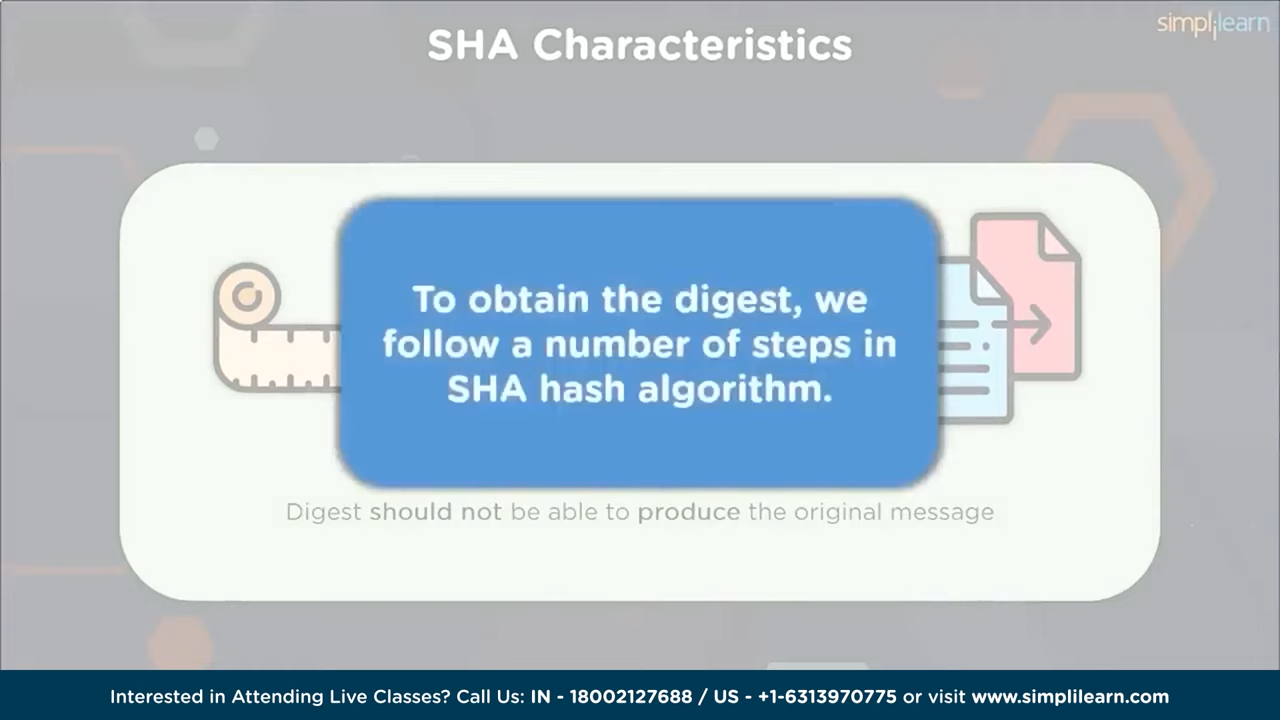 simplilearn
SHA Characteristics
To obtain the digest, we
follow a number of steps in
SHA hash algorithm.
Digest should not be able to produce the original message
Interested in Attending Live Classes? Call Us: IN - 18002127688 / US - +1-6313970775 or visit www.simplilearn.com